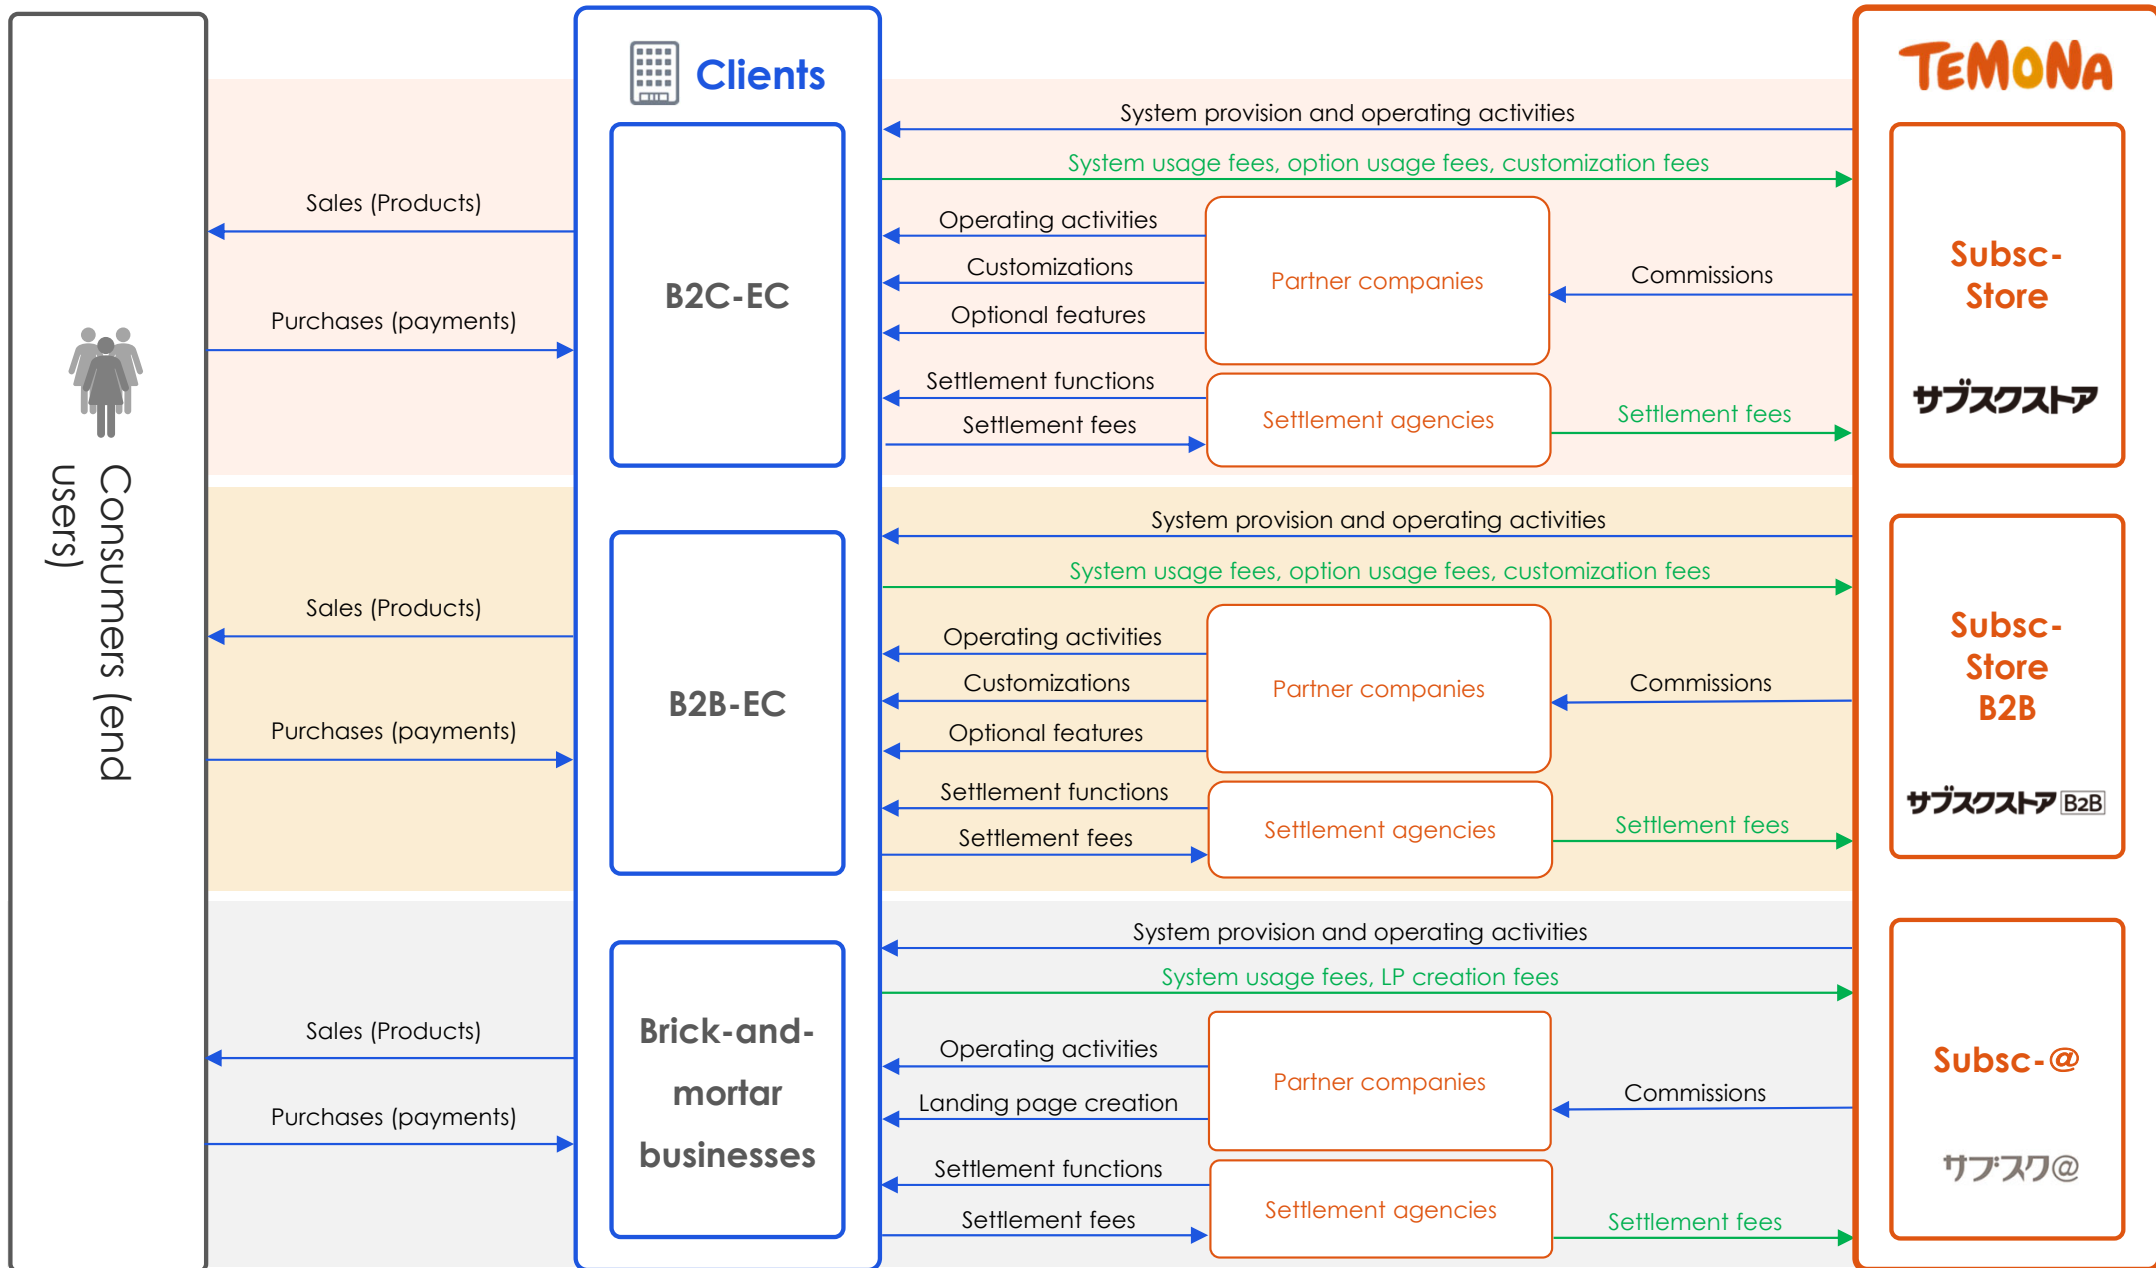 Clients
TEMONA
System provision and operating activities
System usage fees, option usage fees, customization fees
Sales (Products)
Purchases (payments)
B2C-EC
Operating activities
Customizations
Optional features
Partner companies
Commissions
Settlement functions
Settlement fees
Settlement agencies
Settlement fees
Subsc-
Store
サブスクストア
Consumers (end
users)
System provision and operating activities
System usage fees, option usage fees, customization fees
Sales (Products)
Purchases (payments)
B2B-EC
Operating activities
Customizations
Optional features
Partner companies
Commissions
Settlement functions
Settlement fees
Settlement agencies
Settlement fees
Subsc-
Store
B2B
サブスクストア B2B
System provision and operating activities
System usage fees, LP creation fees
Sales (Products)
Purchases (payments)
Brick-and-
mortar
businesses
Operating activities
Landing page creation
Partner companies
Commissions
Settlement functions
Settlement fees
Settlement agencies
Settlement fees
Subsc-@
サブスク@